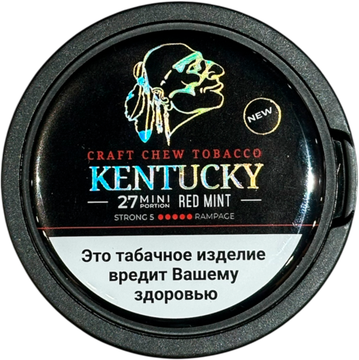 NEW
CRAFT CHEW TOBACCO
KENTUCKY
27 MINI PORTION RED MINT
STRONG 5 RAMPAGE
Это табачное изделие
вредит Вашему
здоровью